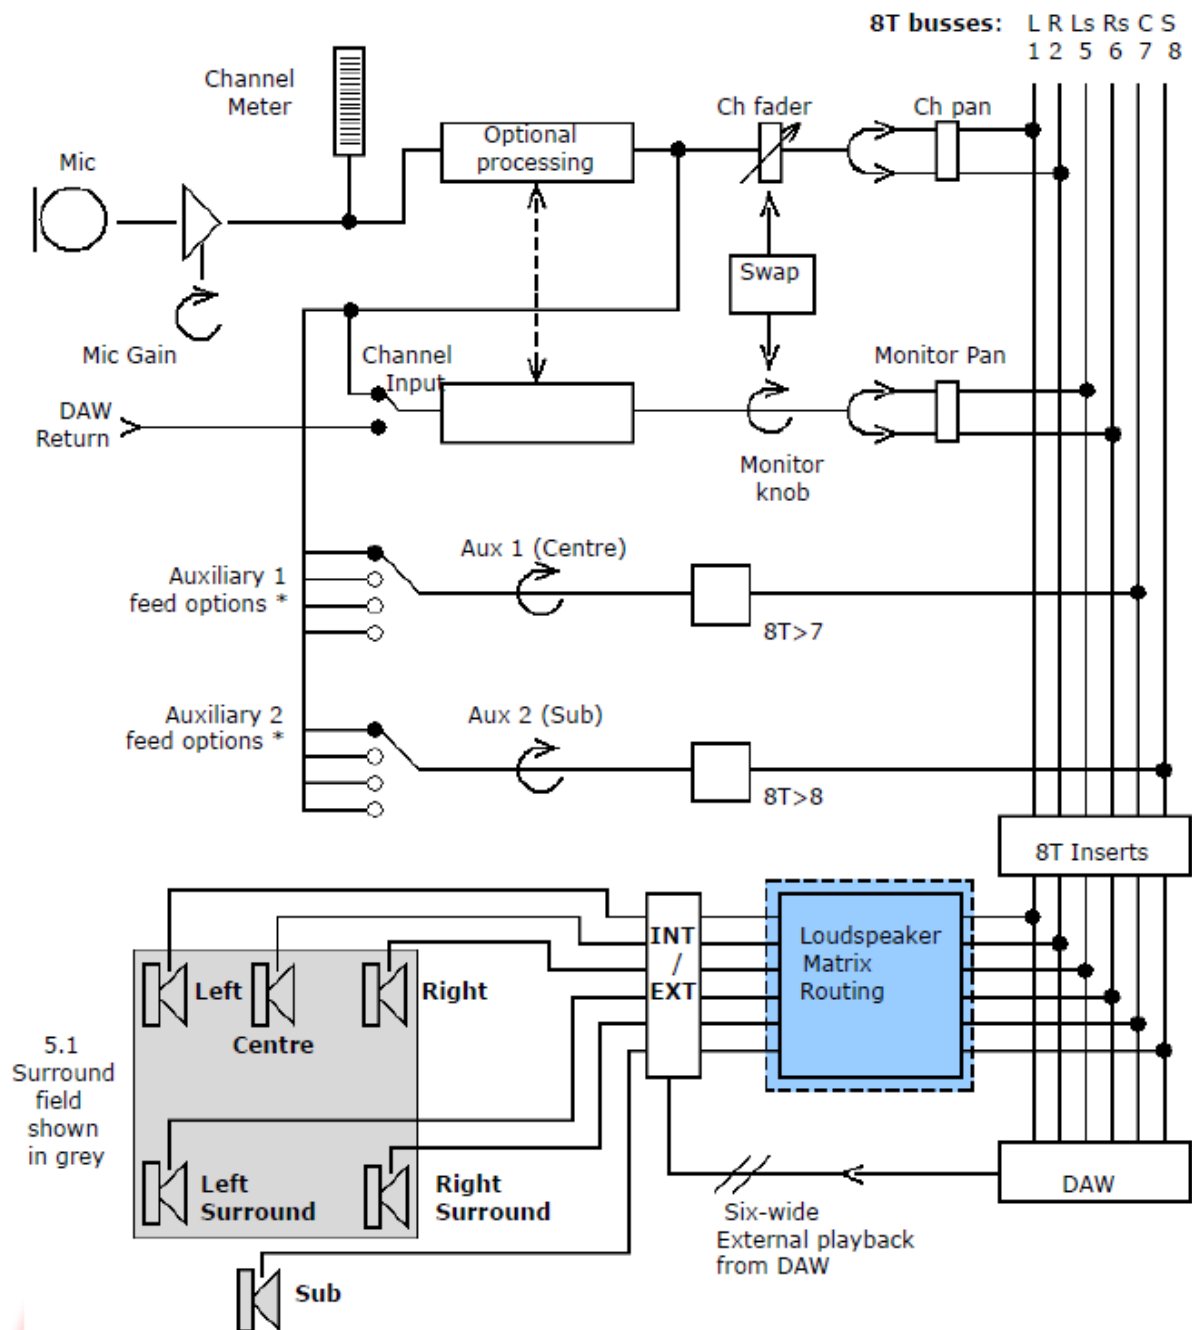 8T busses: L R Ls Rs C S
1 2 5 6 7 8
Channel
Meter
Ch fader
Ch pan
Optional
processing
Mic
Swap
Mic Gain
Channel
Input
Monitor Pan
DAW
Return
Monitor
knob
Aux 1 (Centre)
Auxiliary 1
feed options *
8T>7
Auxiliary 2
feed options *
Aux 2 (Sub)
8T>8
8T Inserts
INT
/
EXT
Loudspeaker
Matrix
Routing
Left
Right
Centre
5.1
Surround
field
shown
in grey
Left
Surround
Right
Surround
DAW
Six-wide
External playback
from DAW
Sub